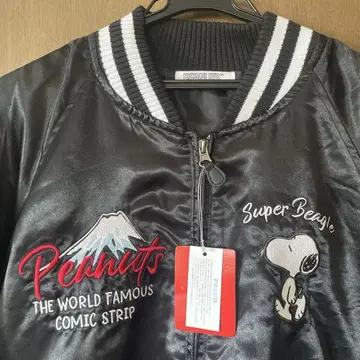 Super Beagle
Peanuts
THE WORLD FAMOUS
COMIC STRIP